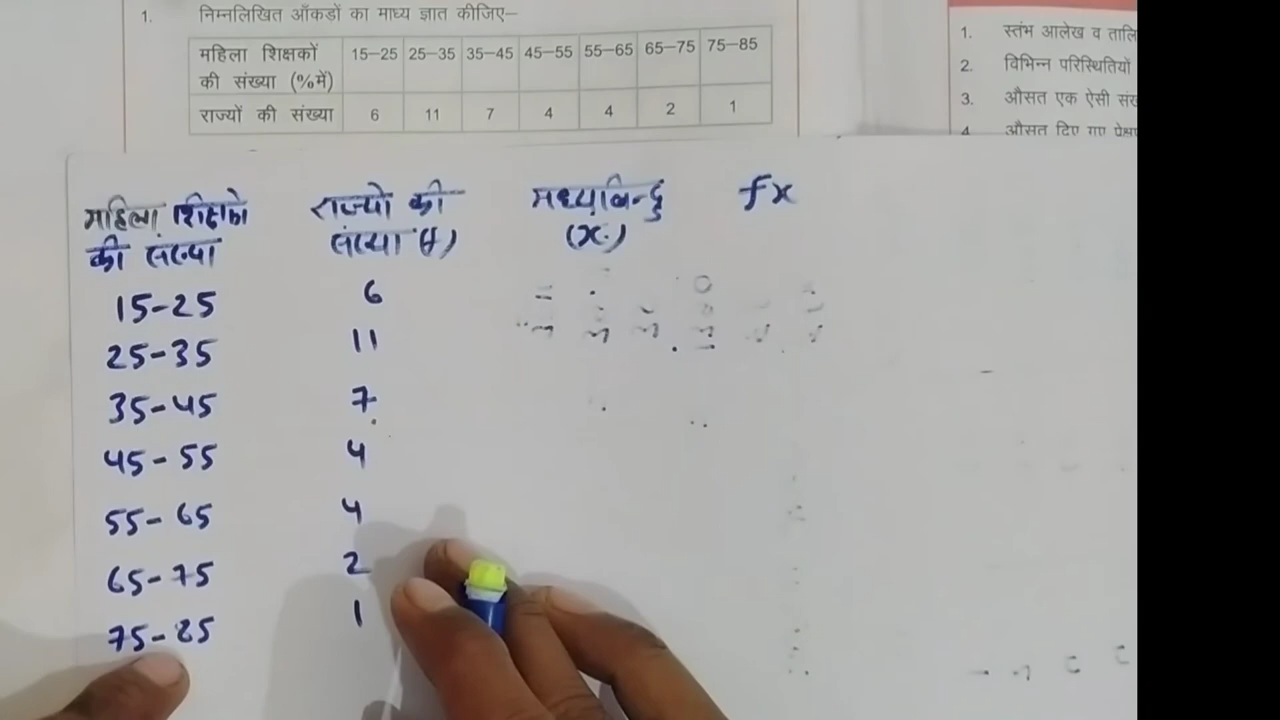 1. निम्नलिखित आँकडों का माध्य ज्ञात कीजिए–
महिला शिक्षकों की संख्या (%में) 15–25 25–35 35–45 45–55 55–65 65–75 75–85
राज्यों की संख्या 6 11 7 4 4 2 1
1. स्तंभ आलेख व
2. विभिन्न परिस्थितियों
3. औसत एक ऐसी
4 औसत दिए गए
महिला शिक्षको राज्यो की मध्यबिन्दु fx
की संख्या संख्या (f) (x)
15-25 6
25-35 11
35-45 7
45-55 4
55-65 4
65-75 2
75-85 1